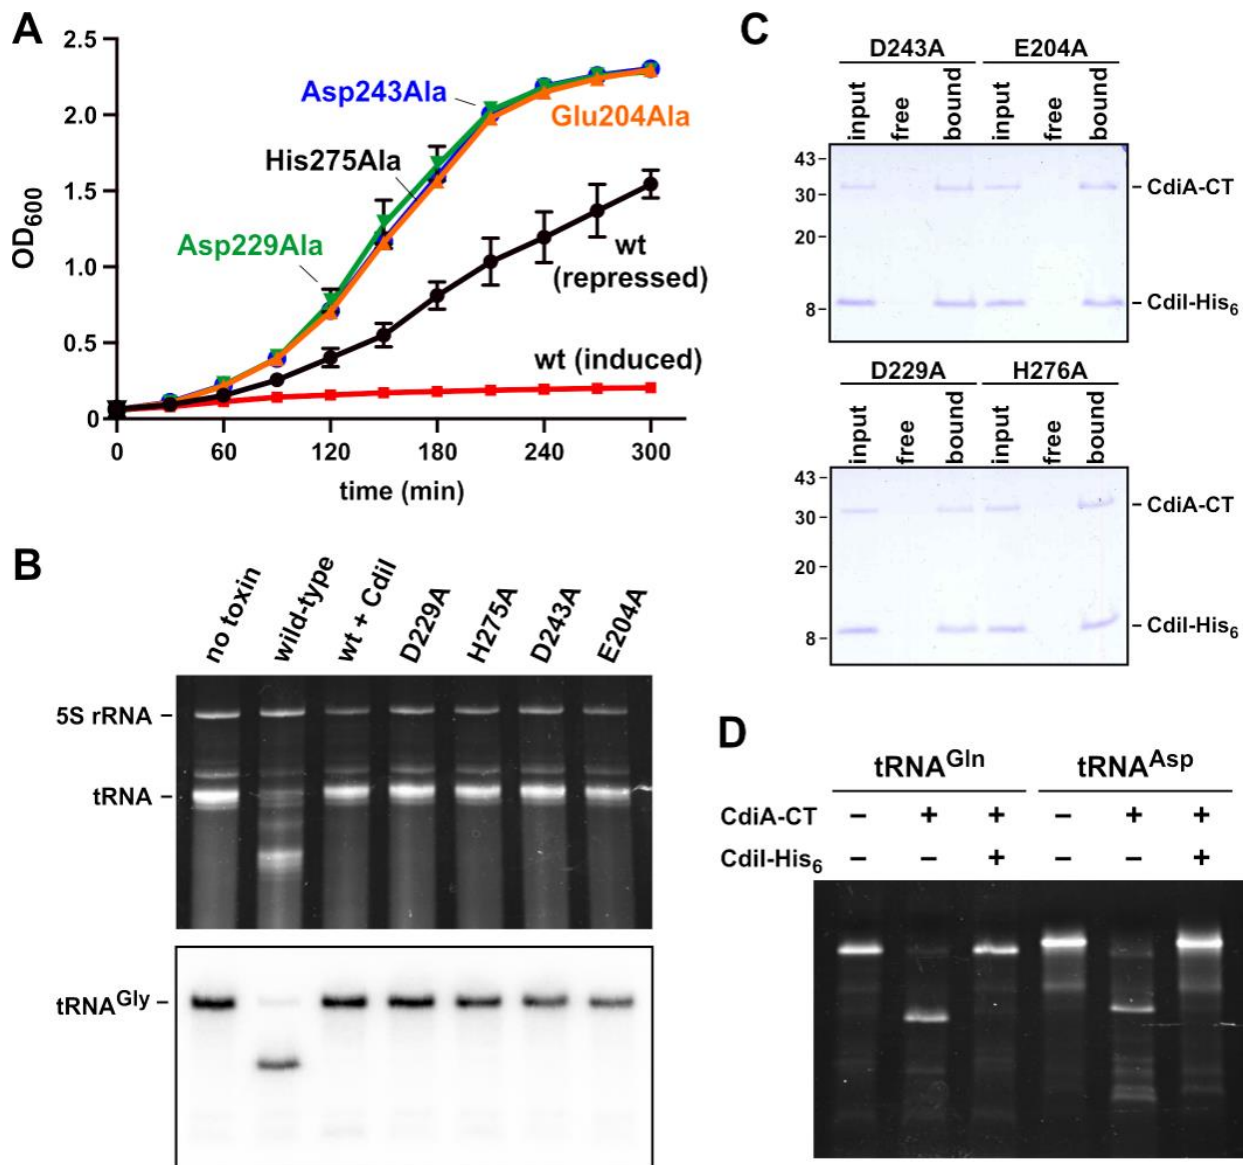 A
2.5
2.0
1.5
1.0
0.5
0
OD600
Asp243Ala
Glu204Ala
His275Ala
Asp229Ala
wt
(repressed)
wt (induced)
0 60 120 180 240 300
time (min)
B
no toxin wild-type wt + CdiI D229A H275A D243A E204A
5S rRNA
tRNA
tRNAGly
C
D243A E204A
input free bound input free bound
43
30
20
8
CdiA-CT
CdiI-His6
D229A H276A
input free bound input free bound
43
30
20
8
CdiA-CT
CdiI-His6
D
tRNAGln tRNAAsp
CdiA-CT – + + – + +
CdiI-His6 – – + – – +